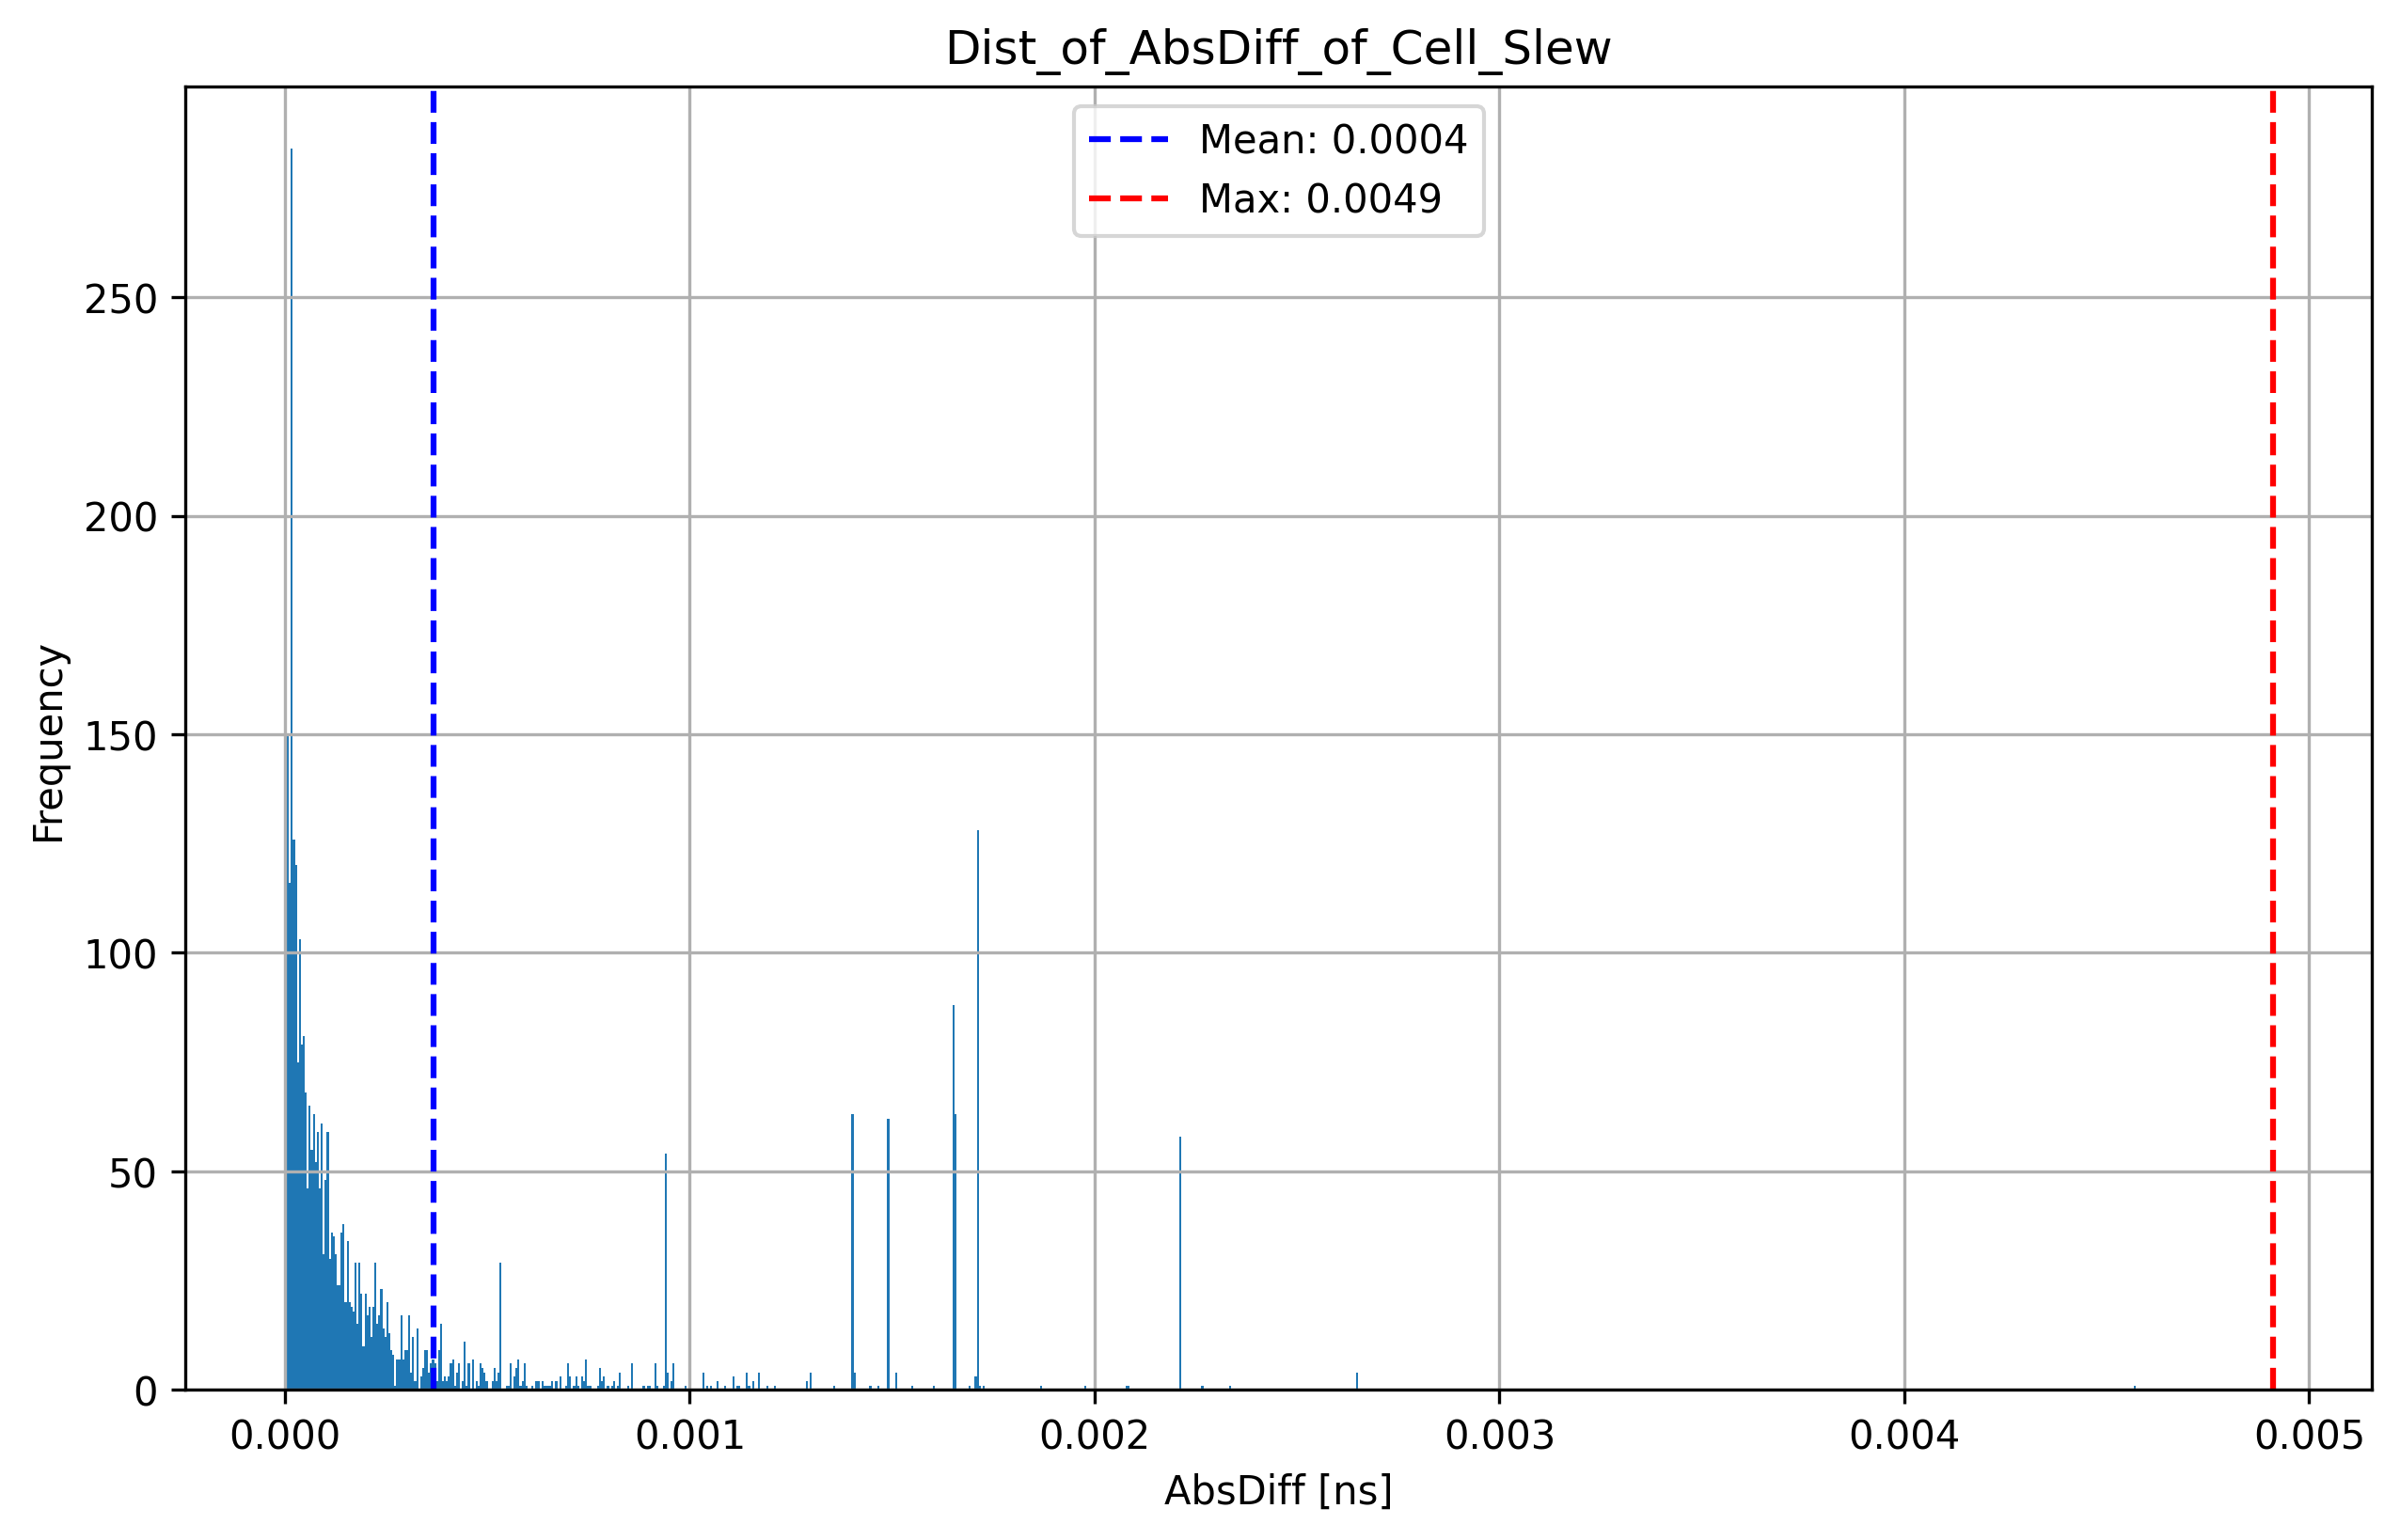 Dist_of_AbsDiff_of_Cell_Slew
Mean: 0.0004
Max: 0.0049
Frequency
250
200
150
100
50
0
0.000 0.001 0.002 0.003 0.004 0.005
AbsDiff [ns]